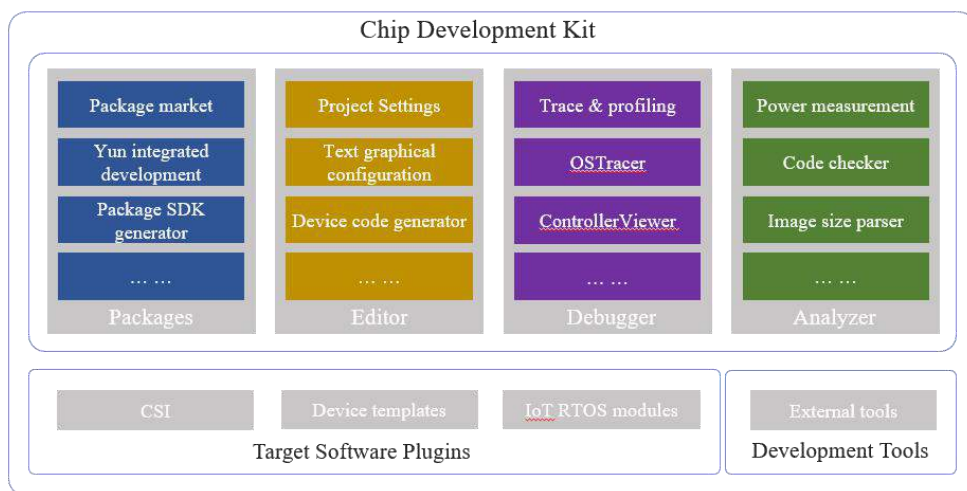 Chip Development Kit
Package market
Yun integrated
development
Package SDK
generator
... ...
Packages
Project Settings
Text graphical
configuration
Device code generator
... ...
Editor
Trace & profiling
OSTracer
ControllerViewer
... ...
Debugger
Power measurement
Code checker
Image size parser
... ...
Analyzer
CSI
Device templates
IoT RTOS modules
Target Software Plugins
External tools
Development Tools